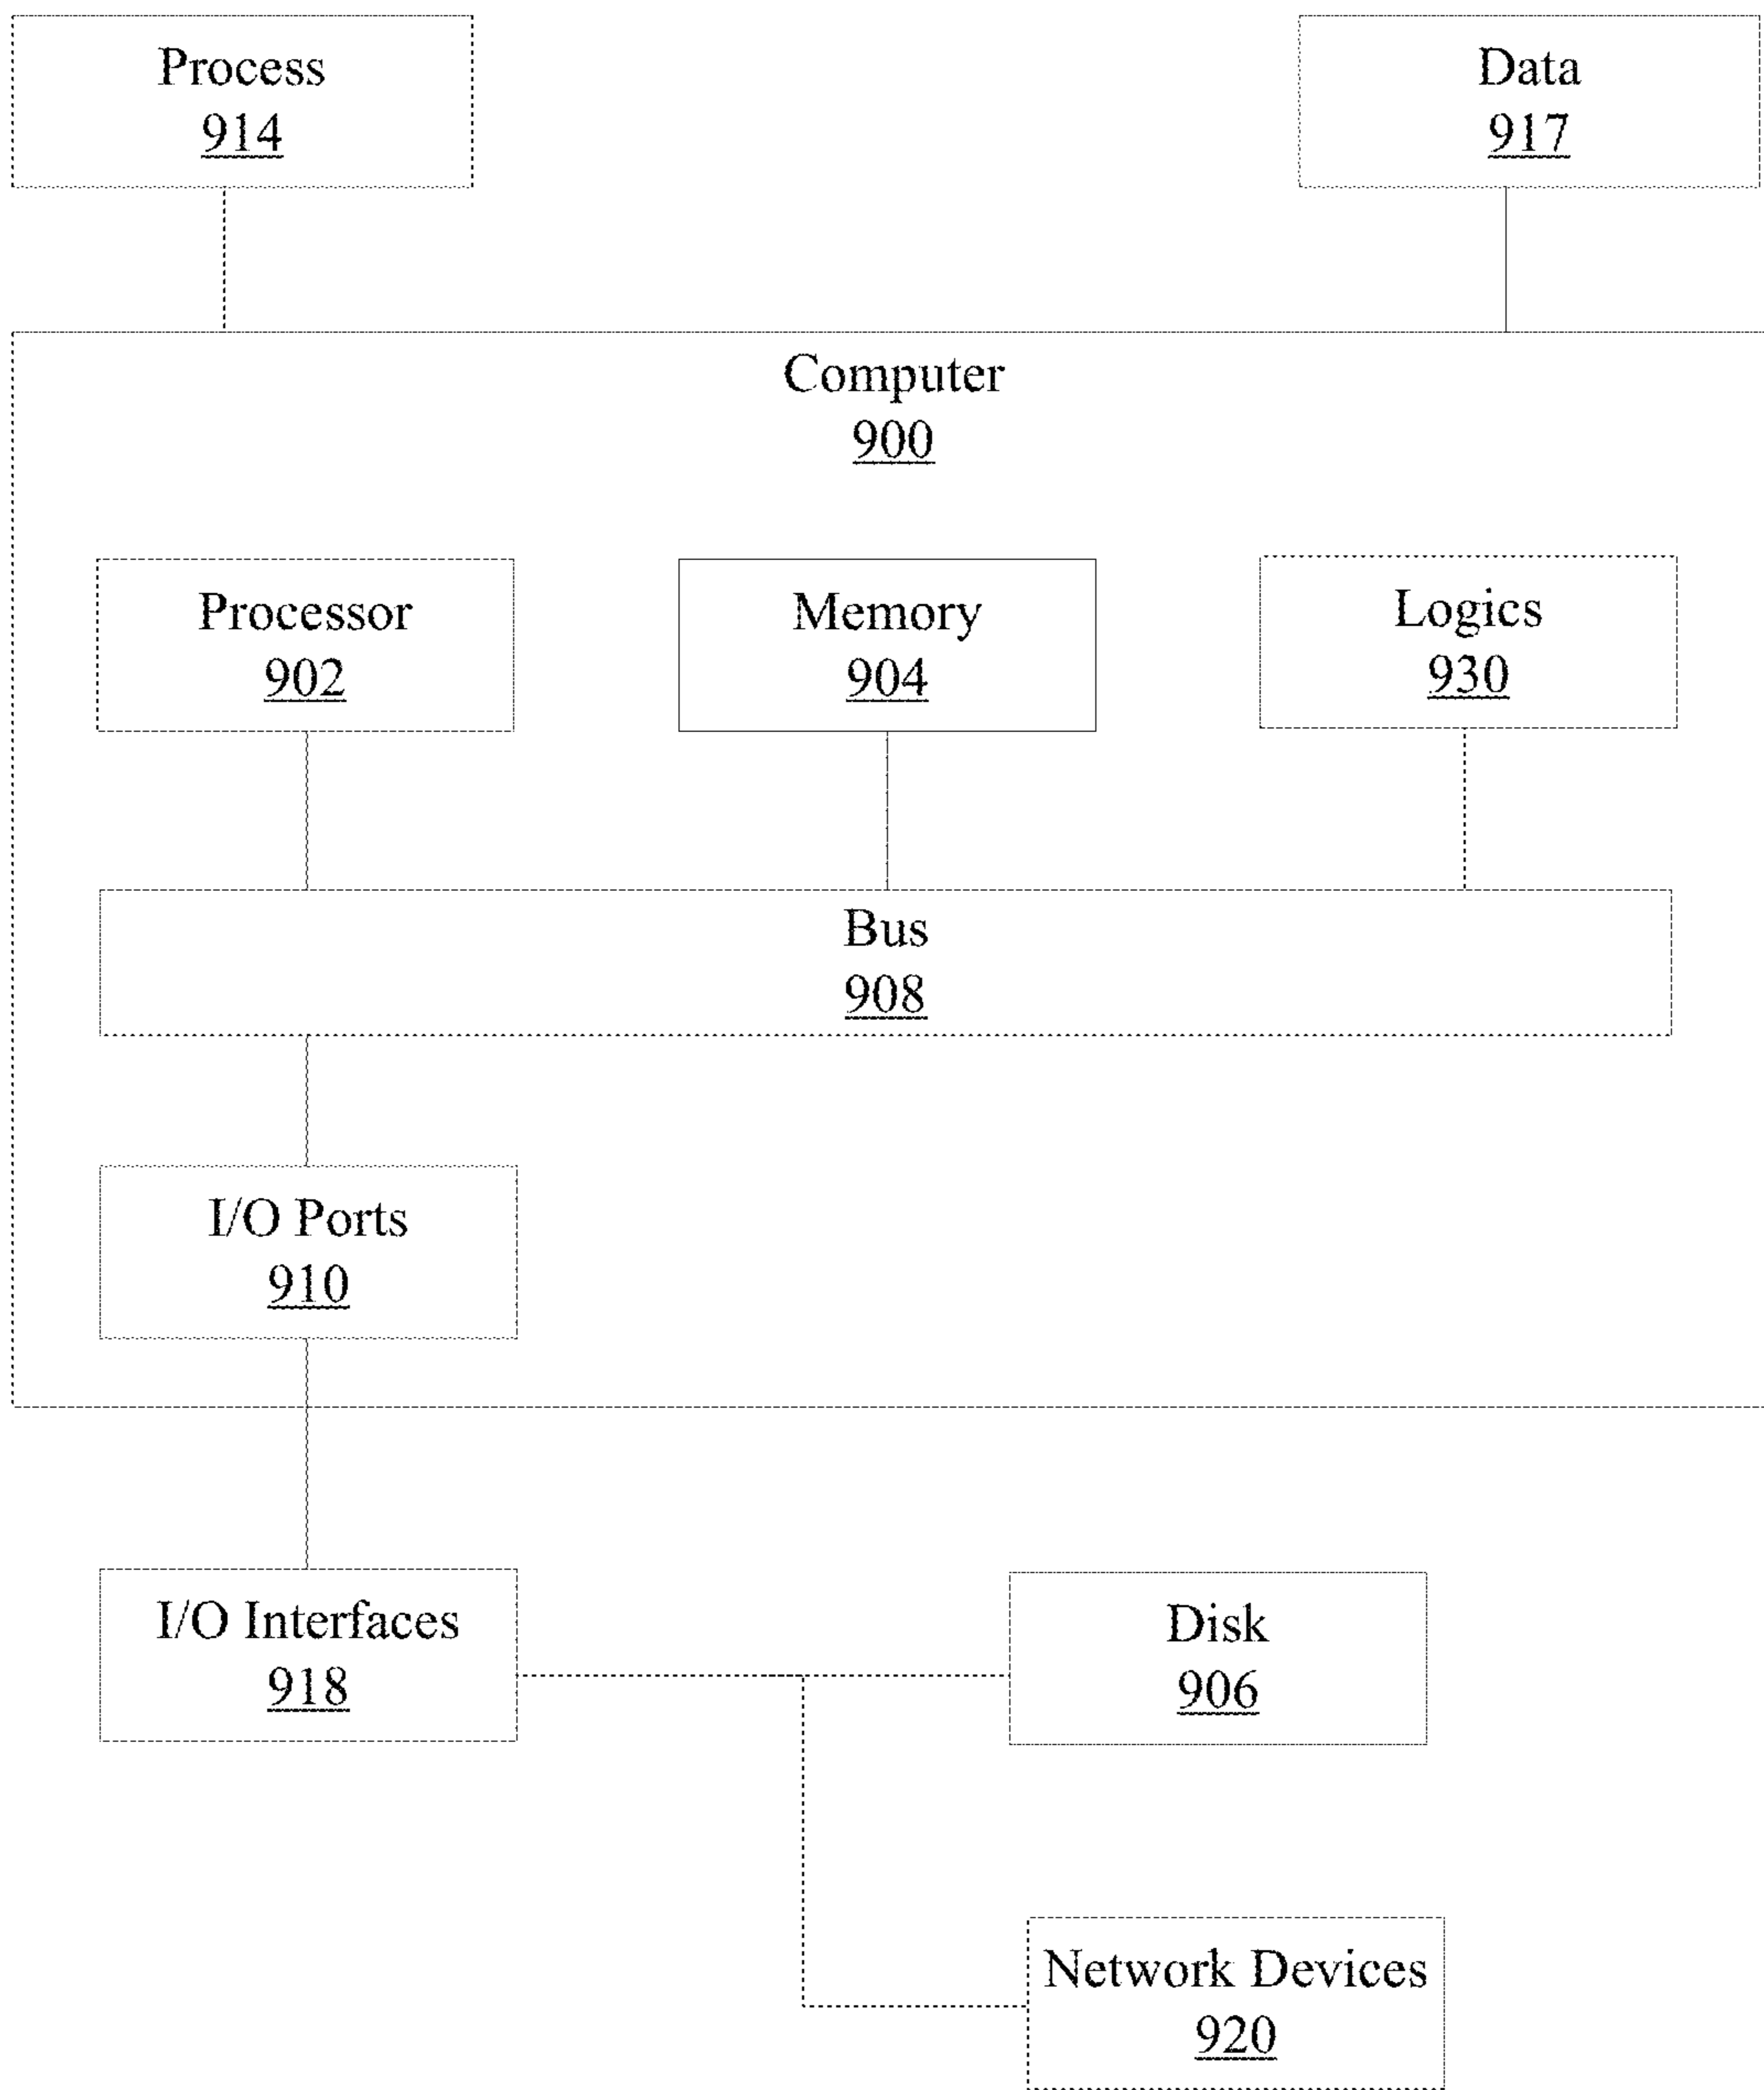 Process
914
Data
917
Computer
900
Processor
902
Memory
904
Logics
930
Bus
908
I/O Ports
910
I/O Interfaces
918
Disk
906
Network Devices
920